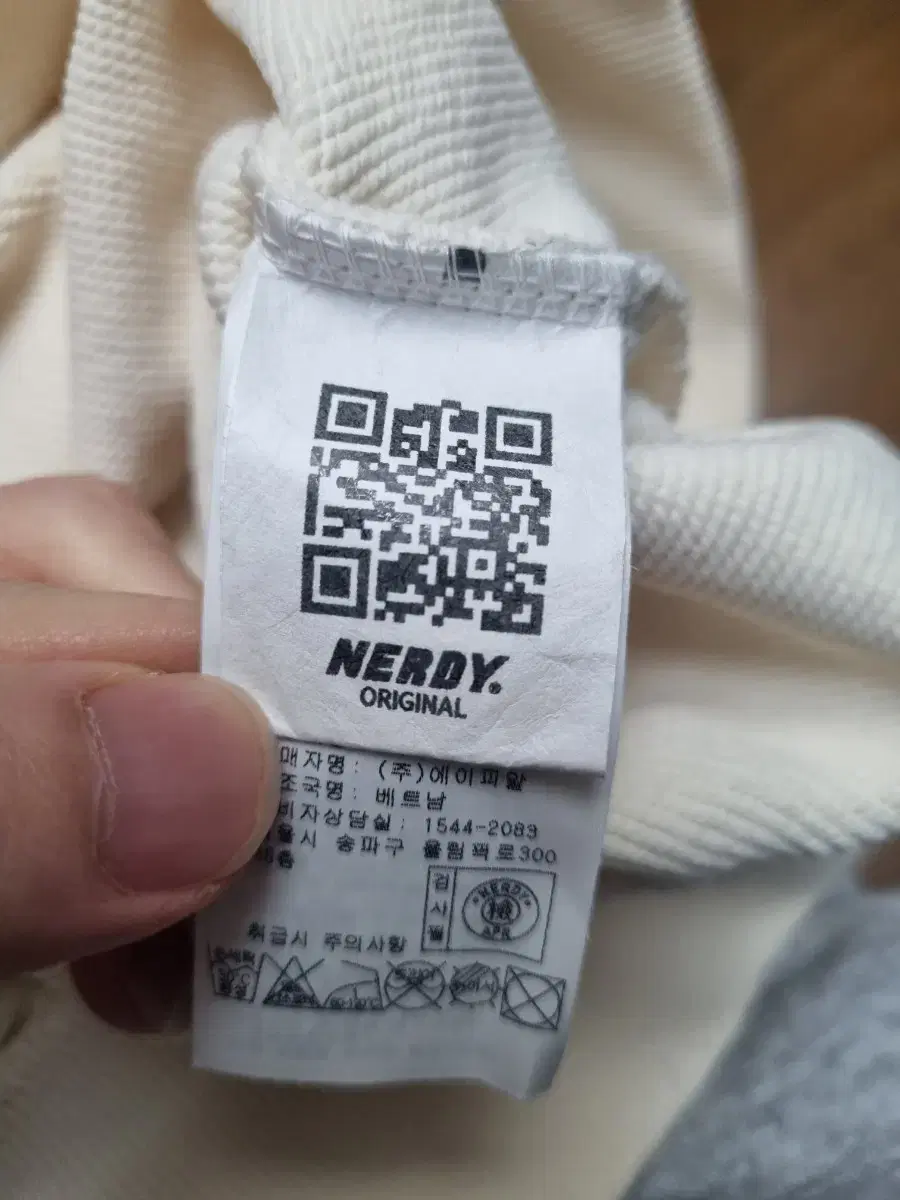 NERDY.
ORIGINAL
매자명 : (주)에이피알
조국명 : 베트남
비자상담실 : 1544-2083
울시 송파구 올림픽로300
층
검
사
필
NERDY
APR
취급시 주의사항